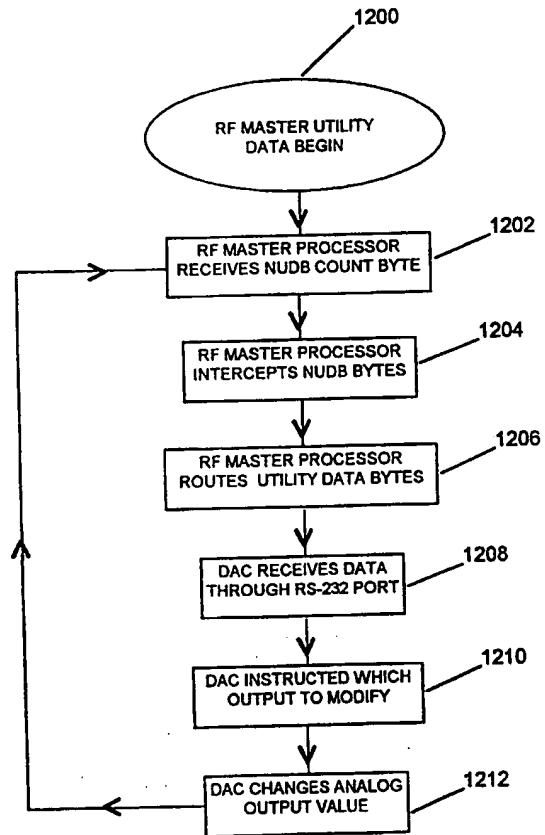 1200
RF MASTER UTILITY
DATA BEGIN
1202
RF MASTER PROCESSOR
RECEIVES NUDB COUNT BYTE
1204
RF MASTER PROCESSOR
INTERCEPTS NUDB BYTES
1206
RF MASTER PROCESSOR
ROUTES UTILITY DATA BYTES
1208
DAC RECEIVES DATA
THROUGH RS-232 PORT
1210
DAC INSTRUCTED WHICH
OUTPUT TO MODIFY
1212
DAC CHANGES ANALOG
OUTPUT VALUE